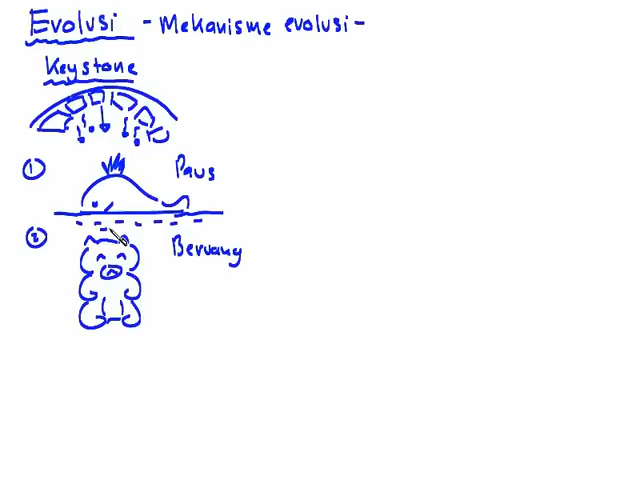 Evolusi - Mekanisme evolusi -
Keystone
① Paus
② Beruang